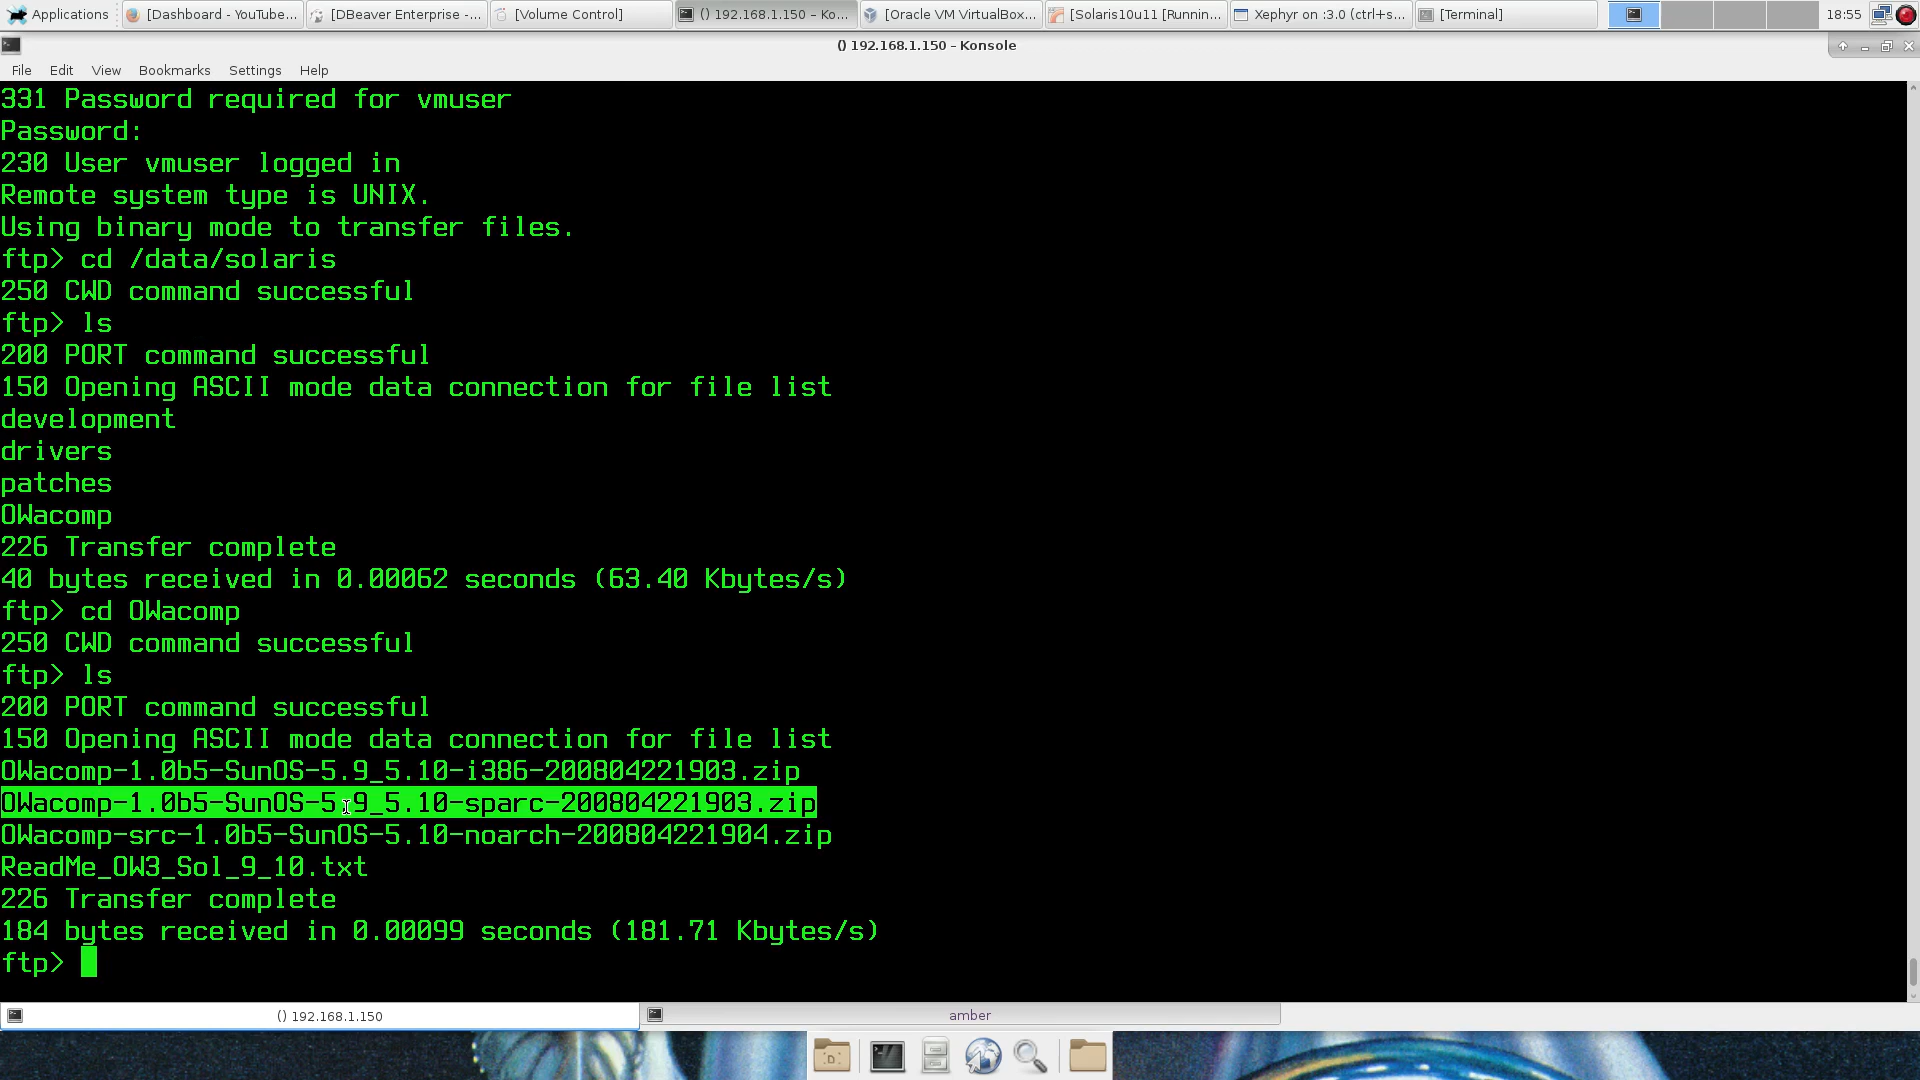 Applications
[Dashboard - YouTube...
[DBeaver Enterprise -...
[Volume Control]
() 192.168.1.150 – Ko...
[Oracle VM VirtualBox...
[Solaris10u11 [Runnin...
Xephyr on :3.0 (ctrl+s...
[Terminal]
18:55
() 192.168.1.150 – Konsole
File Edit View Bookmarks Settings Help
331 Password required for vmuser
Password:
230 User vmuser logged in
Remote system type is UNIX.
Using binary mode to transfer files.
ftp> cd /data/solaris
250 CWD command successful
ftp> ls
200 PORT command successful
150 Opening ASCII mode data connection for file list
development
drivers
patches
OWacomp
226 Transfer complete
40 bytes received in 0.00062 seconds (63.40 Kbytes/s)
ftp> cd OWacomp
250 CWD command successful
ftp> ls
200 PORT command successful
150 Opening ASCII mode data connection for file list
OWacomp-1.0b5-SunOS-5.9_5.10-i386-200804221903.zip
OWacomp-1.0b5-SunOS-5.9_5.10-sparc-200804221903.zip
OWacomp-src-1.0b5-SunOS-5.10-noarch-200804221904.zip
ReadMe_OW3_Sol_9_10.txt
226 Transfer complete
184 bytes received in 0.00099 seconds (181.71 Kbytes/s)
ftp>
() 192.168.1.150
amber